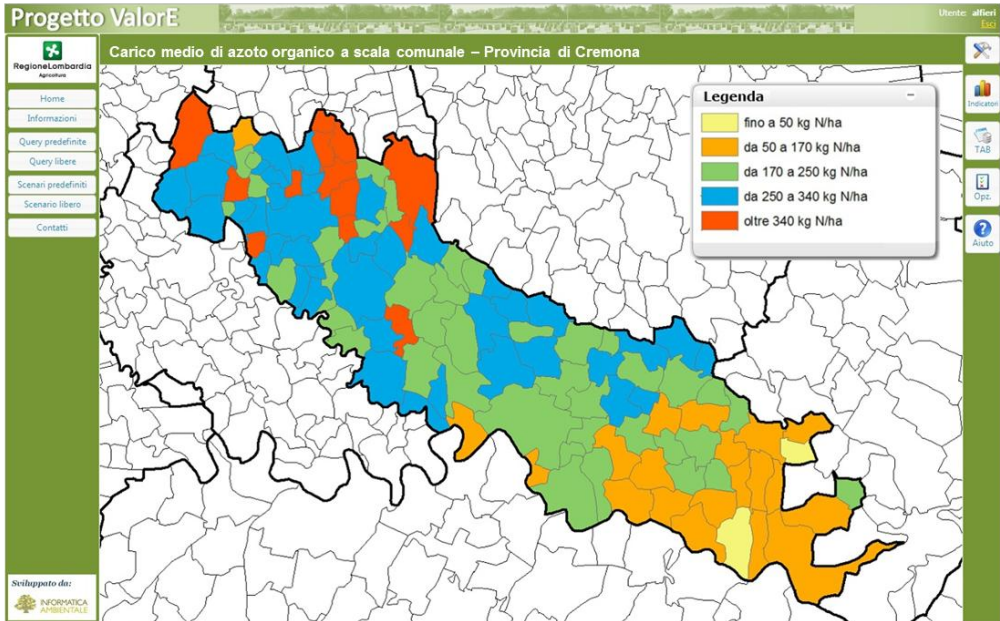 Progetto ValorE
Utente: alfieri
Esci
RegioneLombardia
Agricoltura
Carico medio di azoto organico a scala comunale – Provincia di Cremona
Home
Informazioni
Query predefinite
Query libere
Scenari predefiniti
Scenario libero
Contatti
Legenda
fino a 50 kg N/ha
da 50 a 170 kg N/ha
da 170 a 250 kg N/ha
da 250 a 340 kg N/ha
oltre 340 kg N/ha
Indicatori
TAB
Opz.
Aiuto
Sviluppato da:
INFORMATICA
AMBIENTALE